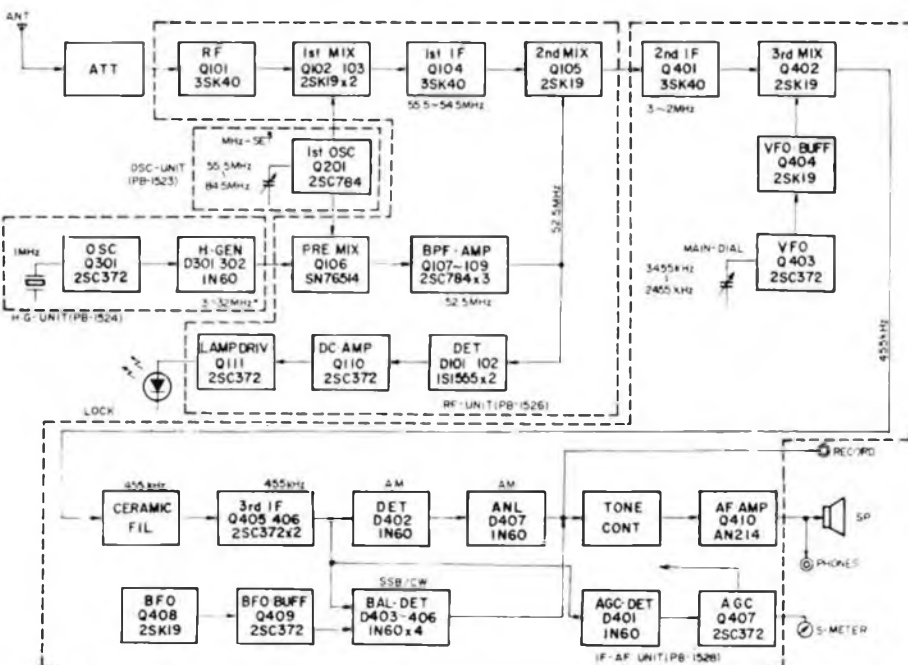 ANT
ATT
RF
Q101
3SK40
1st MIX
Q102 103
2SK19x2
1st IF
Q104
3SK40
55.5~54.5MHz
2nd MIX
Q105
2SK19
2nd IF
Q401
3SK40
3~2MHz
3rd MIX
Q402
2SK19
VFO BUFF
Q404
2SK19
MAIN-DIAL
VFO
Q403
2SC372
3455kHz
2455kHz
455kHz
OSC-UNIT
(PB-1523)
MHz-SET
55.5MHz
84.5MHz
1st OSC
Q201
2SC784
52.5MHz
1MHz
OSC
Q301
2SC372
H-GEN
D301 302
1N60
3~32MHz
H.G-UNIT(PB-1524)
PRE MIX
Q106
SN76514
BPF-AMP
Q107~109
2SC784x3
52.5MHz
LAMP DRIV
Q111
2SC372
DC-AMP
Q110
2SC372
DET
D101 102
1S1555x2
RF-UNIT(PB-1526)
LOCK
455kHz
CERAMIC
FIL
455kHz
3rd IF
Q405 406
2SC372x2
AM
DET
D402
1N60
AM
ANL
D407
1N60
TONE
CONT
AF AMP
Q410
AN214
RECORD
SP
PHONES
BFO
Q408
2SK19
BFO BUFF
Q409
2SC372
SSB/CW
BAL-DET
D403-406
1N60x4
AGC-DET
D401
1N60
AGC
Q407
2SC372
S-METER
IF-AF UNIT(PB-1528)